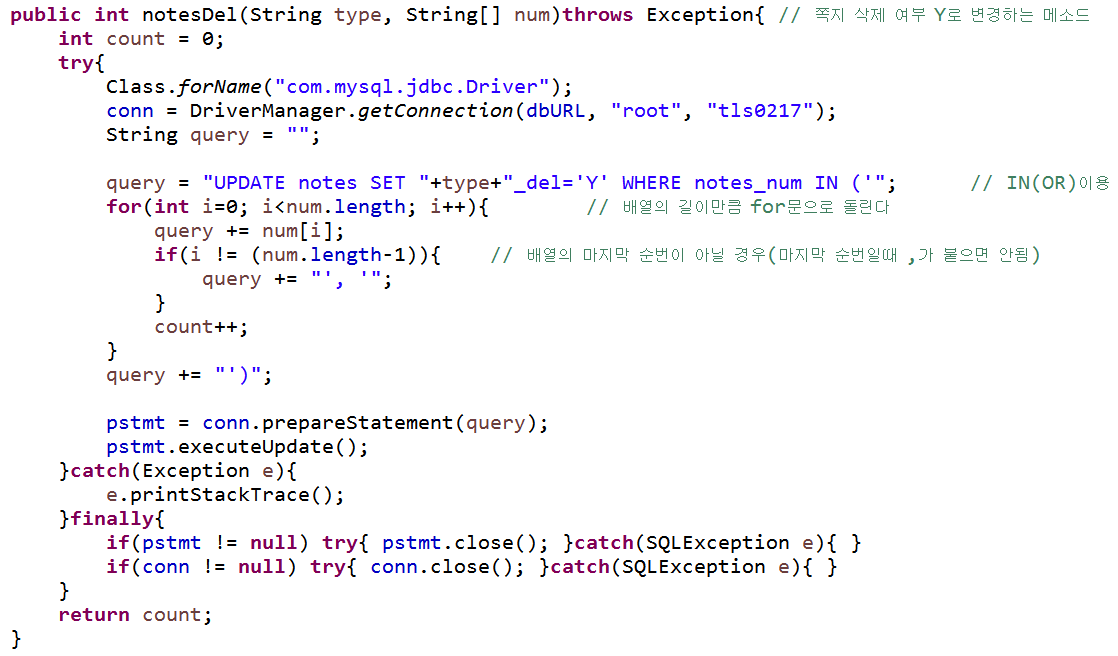 public int notesDel(String type, String[] num)throws Exception{ // 쪽지 삭제 여부 Y로 변경하는 메소드
    int count = 0;
    try{
        Class.forName("com.mysql.jdbc.Driver");
        conn = DriverManager.getConnection(dbURL, "root", "tls0217");
        String query = "";

        query = "UPDATE notes SET "+type+"_del='Y' WHERE notes_num IN ('";      // IN(OR)이용
        for(int i=0; i<num.length; i++){        // 배열의 길이만큼 for문으로 돌린다
            query += num[i];
            if(i != (num.length-1)){    // 배열의 마지막 순번이 아닐 경우(마지막 순번일때 ,가 붙으면 안됨)
                query += "', '";
            }
            count++;
        }
        query += "')";

        pstmt = conn.prepareStatement(query);
        pstmt.executeUpdate();
    }catch(Exception e){
        e.printStackTrace();
    }finally{
        if(pstmt != null) try{ pstmt.close(); }catch(SQLException e){ }
        if(conn != null) try{ conn.close(); }catch(SQLException e){ }
    }
    return count;
}